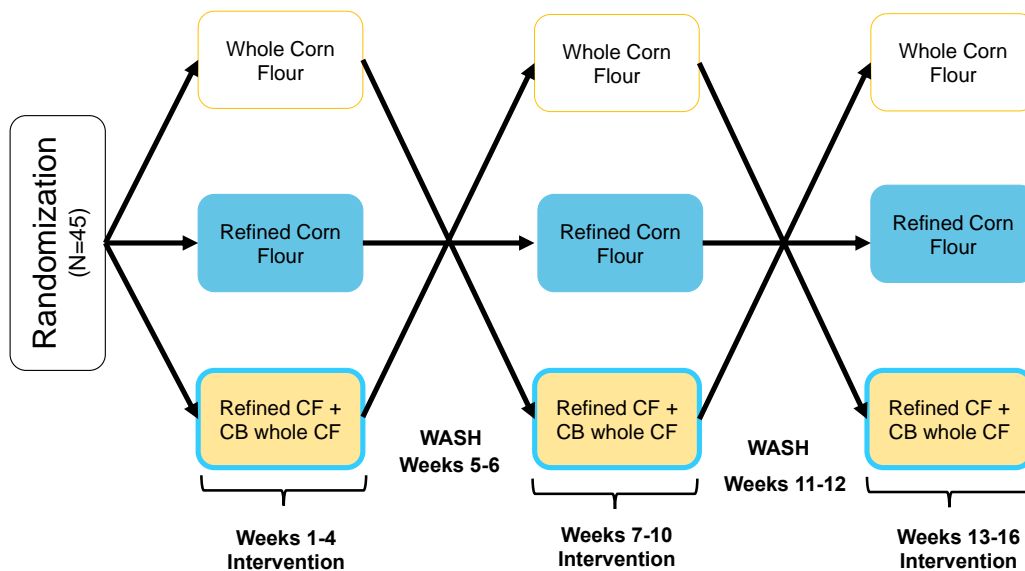 Randomization
(N=45)
Whole Corn
Flour
Refined Corn
Flour
Refined CF +
CB whole CF
Weeks 1-4
Intervention
WASH
Weeks 5-6
Whole Corn
Flour
Refined Corn
Flour
Refined CF +
CB whole CF
Weeks 7-10
Intervention
WASH
Weeks 11-12
Whole Corn
Flour
Refined Corn
Flour
Refined CF +
CB whole CF
Weeks 13-16
Intervention